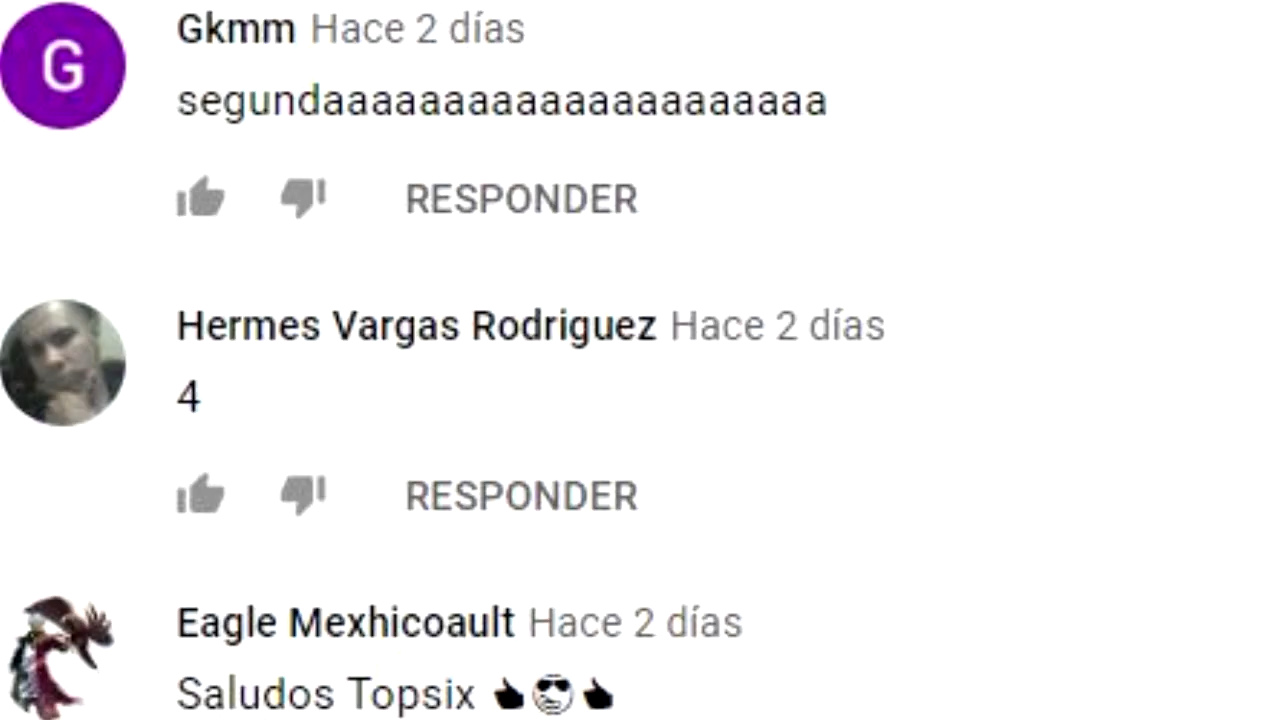 G
Gkmm Hace 2 días
segundaaaaaaaaaaaaaaaaaaaaaa
RESPONDER
Hermes Vargas Rodriguez Hace 2 días
4
RESPONDER
Eagle Mexhicoault Hace 2 días
Saludos Topsix 👍😎👍